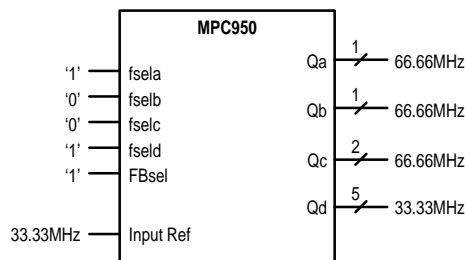 MPC950
‘1’ fsela
‘0’ fselb
‘0’ fselc
‘1’ fseld
‘1’ FBsel
33.33MHz Input Ref
Qa 1 66.66MHz
Qb 1 66.66MHz
Qc 2 66.66MHz
Qd 5 33.33MHz